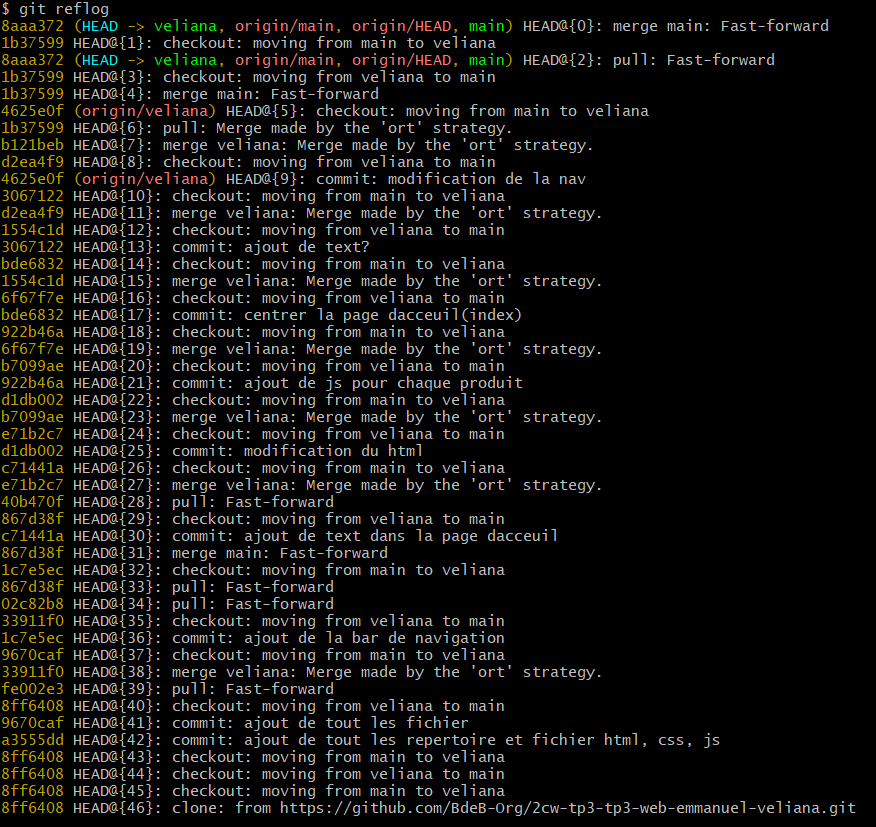 $ git reflog
8aaa372 (HEAD -> veliana, origin/main, origin/HEAD, main) HEAD@{0}: merge main: Fast-forward
1b37599 HEAD@{1}: checkout: moving from main to veliana
8aaa372 (HEAD -> veliana, origin/main, origin/HEAD, main) HEAD@{2}: pull: Fast-forward
1b37599 HEAD@{3}: checkout: moving from veliana to main
1b37599 HEAD@{4}: merge main: Fast-forward
4625e0f (origin/veliana) HEAD@{5}: checkout: moving from main to veliana
1b37599 HEAD@{6}: pull: Merge made by the 'ort' strategy.
b121beb HEAD@{7}: merge veliana: Merge made by the 'ort' strategy.
d2ea4f9 HEAD@{8}: checkout: moving from veliana to main
4625e0f (origin/veliana) HEAD@{9}: commit: modification de la nav
3067122 HEAD@{10}: checkout: moving from main to veliana
d2ea4f9 HEAD@{11}: merge veliana: Merge made by the 'ort' strategy.
1554c1d HEAD@{12}: checkout: moving from veliana to main
3067122 HEAD@{13}: commit: ajout de text?
bde6832 HEAD@{14}: checkout: moving from main to veliana
1554c1d HEAD@{15}: merge veliana: Merge made by the 'ort' strategy.
6f67f7e HEAD@{16}: checkout: moving from veliana to main
bde6832 HEAD@{17}: commit: centrer la page dacceuil(index)
922b46a HEAD@{18}: checkout: moving from main to veliana
6f67f7e HEAD@{19}: merge veliana: Merge made by the 'ort' strategy.
b7099ae HEAD@{20}: checkout: moving from veliana to main
922b46a HEAD@{21}: commit: ajout de js pour chaque produit
d1db002 HEAD@{22}: checkout: moving from main to veliana
b7099ae HEAD@{23}: merge veliana: Merge made by the 'ort' strategy.
e71b2c7 HEAD@{24}: checkout: moving from veliana to main
d1db002 HEAD@{25}: commit: modification du html
c71441a HEAD@{26}: checkout: moving from main to veliana
e71b2c7 HEAD@{27}: merge veliana: Merge made by the 'ort' strategy.
40b470f HEAD@{28}: pull: Fast-forward
867d38f HEAD@{29}: checkout: moving from veliana to main
c71441a HEAD@{30}: commit: ajout de text dans la page dacceuil
867d38f HEAD@{31}: merge main: Fast-forward
1c7e5ec HEAD@{32}: checkout: moving from main to veliana
867d38f HEAD@{33}: pull: Fast-forward
02c82b8 HEAD@{34}: pull: Fast-forward
33911f0 HEAD@{35}: checkout: moving from veliana to main
1c7e5ec HEAD@{36}: commit: ajout de la bar de navigation
9670caf HEAD@{37}: checkout: moving from main to veliana
33911f0 HEAD@{38}: merge veliana: Merge made by the 'ort' strategy.
fe002e3 HEAD@{39}: pull: Fast-forward
8ff6408 HEAD@{40}: checkout: moving from veliana to main
9670caf HEAD@{41}: commit: ajout de tout les fichier
a3555dd HEAD@{42}: commit: ajout de tout les repertoire et fichier html, css, js
8ff6408 HEAD@{43}: checkout: moving from main to veliana
8ff6408 HEAD@{44}: checkout: moving from veliana to main
8ff6408 HEAD@{45}: checkout: moving from main to veliana
8ff6408 HEAD@{46}: clone: from https://github.com/BdeB-Org/2cw-tp3-tp3-web-emmanuel-veliana.git